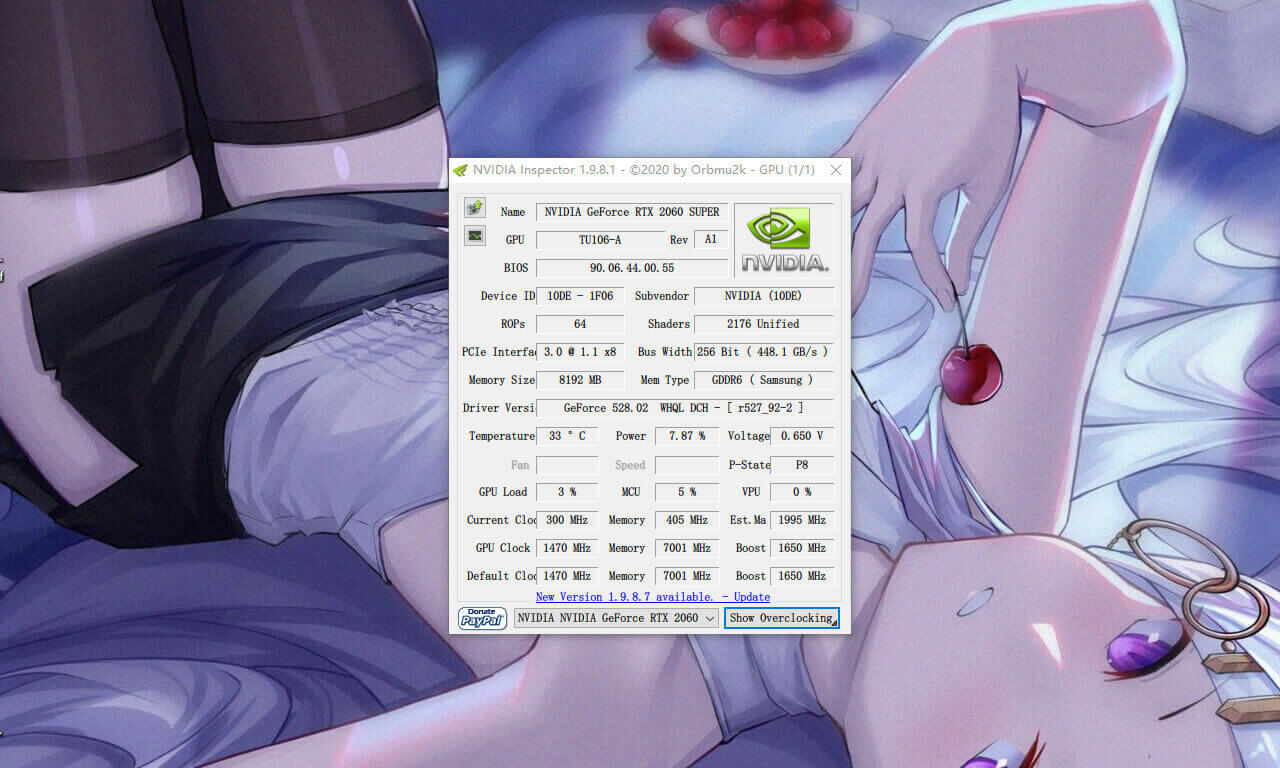 NVIDIA Inspector 1.9.8.1 - ©2020 by Orbmu2k - GPU (1/1)
Name NVIDIA GeForce RTX 2060 SUPER
GPU TU106-A Rev A1
BIOS 90.06.44.00.55
NVIDIA.
Device ID 10DE - 1F06 Subvendor NVIDIA (10DE)
ROPs 64 Shaders 2176 Unified
PCIe Interfac 3.0 @ 1.1 x8 Bus Width 256 Bit ( 448.1 GB/s )
Memory Size 8192 MB Mem Type GDDR6 ( Samsung )
Driver Versi GeForce 528.02 WHQL DCH - [ r527_92-2 ]
Temperature 33 ° C Power 7.87 % Voltage 0.650 V
Fan Speed P-State P8
GPU Load 3 % MCU 5 % VPU 0 %
Current Cloc 300 MHz Memory 405 MHz Est.Ma 1995 MHz
GPU Clock 1470 MHz Memory 7001 MHz Boost 1650 MHz
Default Cloc 1470 MHz Memory 7001 MHz Boost 1650 MHz
New Version 1.9.8.7 available. - Update
Donate
PayPal
NVIDIA NVIDIA GeForce RTX 2060
Show Overclocking